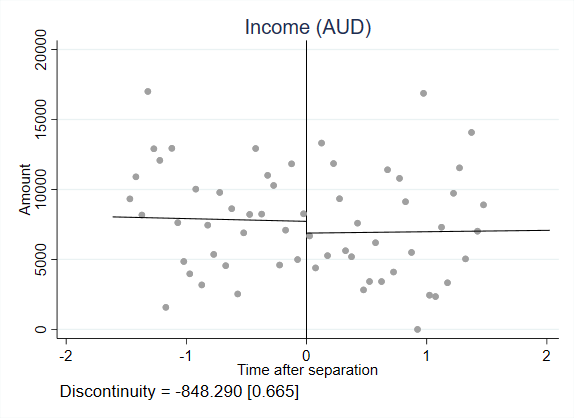 Income (AUD)
20000
15000
10000
5000
0
Amount
-2 -1 0 1 2
Time after separation
Discontinuity = -848.290 [0.665]